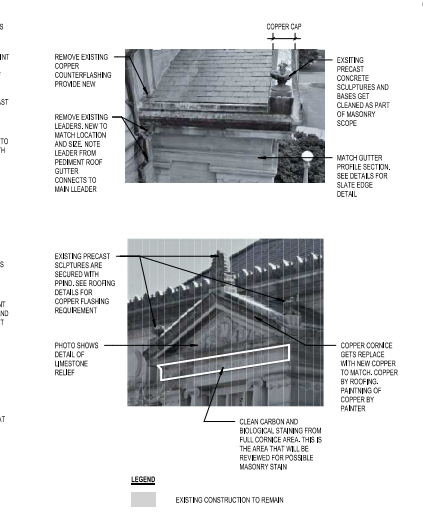 COPPER CAP
REMOVE EXISTING
COPPER
COUNTERFLASHING
PROVIDE NEW
REMOVE EXISTING
LEADERS. NEW TO
MATCH LOCATION
AND SIZE. NOTE
LEADER FROM
PEDIMENT ROOF
GUTTER
CONNECTS TO
MAIN LLEADER
EXSITING
PRECAST
CONCRETE
SCULPTURES AND
BASES GET
CLEANED AS PART
OF MASONRY
SCOPE
MATCH GUTTER
PROFILE SECTION.
SEE DETAILS FOR
SLATE EDGE
DETAIL
EXISTING PRECAST
SCLPTURES ARE
SECURED WITH
PPIND. SEE ROOFING
DETAILS FOR
COPPER FLASHING
REQUIREMENT
PHOTO SHOWS
DETAIL OF
LIMESTONE
RELIEF
COPPER CORNICE
GETS REPLACE
WITH NEW COPPER
TO MATCH. COPPER
BY ROOFING.
PAINTNING OF
COPPER BY
PAINTER
CLEAN CARBON AND
BIOLOGICAL STAINING FROM
FULL CORNICE AREA. THIS IS
THE AREA THAT WILL BE
REVIEWED FOR POSSIBLE
MASONRY STAIN
LEGEND
EXISTING CONSTRUCTION TO REMAIN